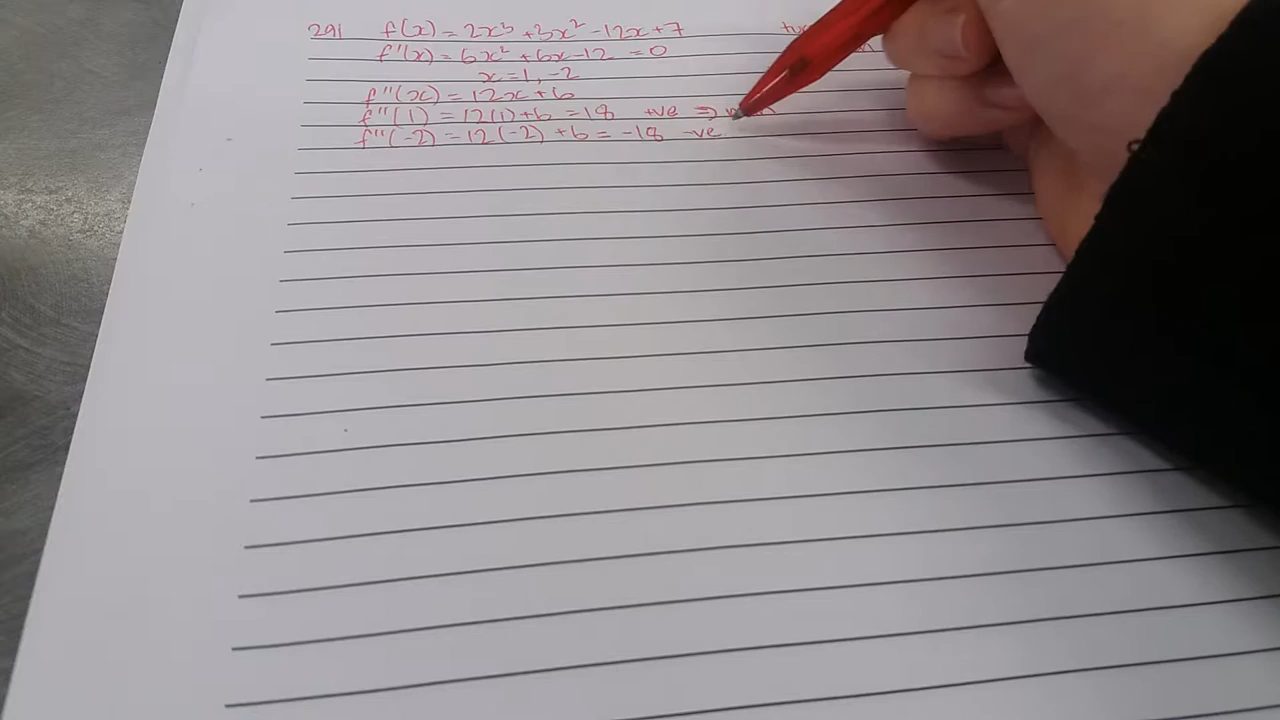 291 f(x) = 2x³ + 3x² - 12x + 7
f'(x) = 6x² + 6x - 12 = 0
x = 1, -2
f''(x) = 12x + 6
f''(1) = 12(1) + 6 = 18 +ve ⇒
f''(-2) = 12(-2) + 6 = -18 -ve